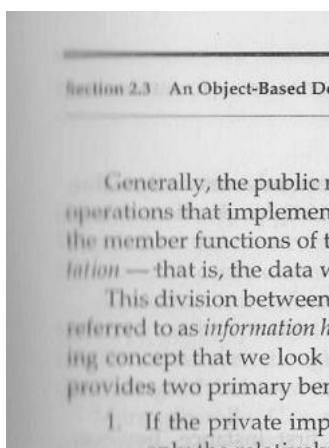 Section 2.3 An Object-Based De
Generally, the public
operations that implemen
the member functions of t
tation — that is, the data
This division between
referred to as information h
ing concept that we look
provides two primary ben
1. If the private imp